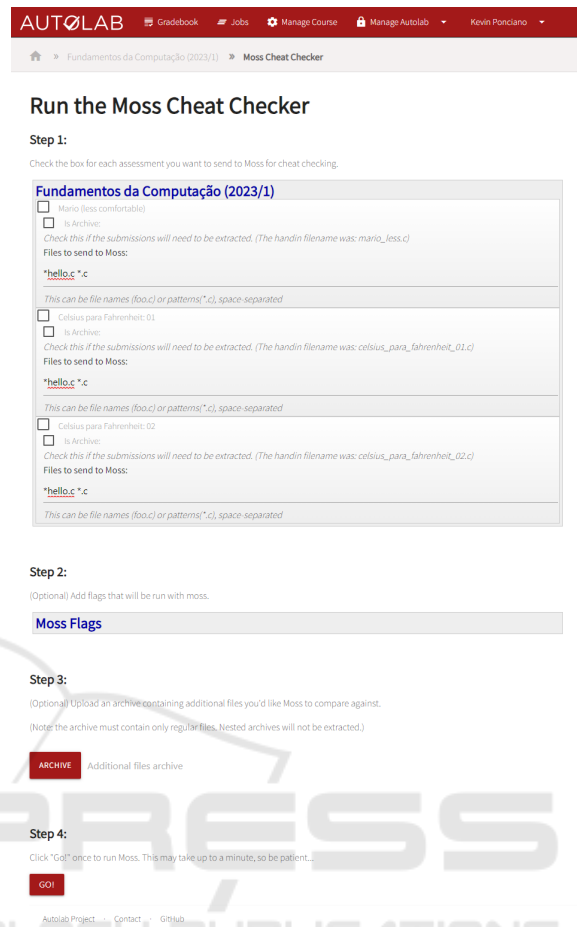 AUTOLAB Gradebook Jobs Manage Course Manage Autolab Kevin Ponciano
» Fundamentos da Computação (2023/1) » Moss Cheat Checker
Run the Moss Cheat Checker
Step 1:
Check the box for each assessment you want to send to Moss for cheat checking.
Fundamentos da Computação (2023/1)
Mario (less comfortable)
Is Archive:
Check this if the submissions will need to be extracted. (The handin filename was: mario_less.c)
Files to send to Moss:
*hello.c *.c
This can be file names (foo.c) or patterns(*.c), space-separated
Celsius para Fahrenheit: 01
Is Archive:
Check this if the submissions will need to be extracted. (The handin filename was: celsius_para_fahrenheit_01.c)
Files to send to Moss:
*hello.c *.c
This can be file names (foo.c) or patterns(*.c), space-separated
Celsius para Fahrenheit: 02
Is Archive:
Check this if the submissions will need to be extracted. (The handin filename was: celsius_para_fahrenheit_02.c)
Files to send to Moss:
*hello.c *.c
This can be file names (foo.c) or patterns(*.c), space-separated
Step 2:
(Optional) Add flags that will be run with moss.
Moss Flags
Step 3:
(Optional) Upload an archive containing additional files you'd like Moss to compare against.
(Note: the archive must contain only regular files. Nested archives will not be extracted.)
ARCHIVE Additional files archive
PRESS
Step 4:
Click "Go!" once to run Moss. This may take up to a minute, so be patient...
GO!
Autolab Project · Contact · GitHub